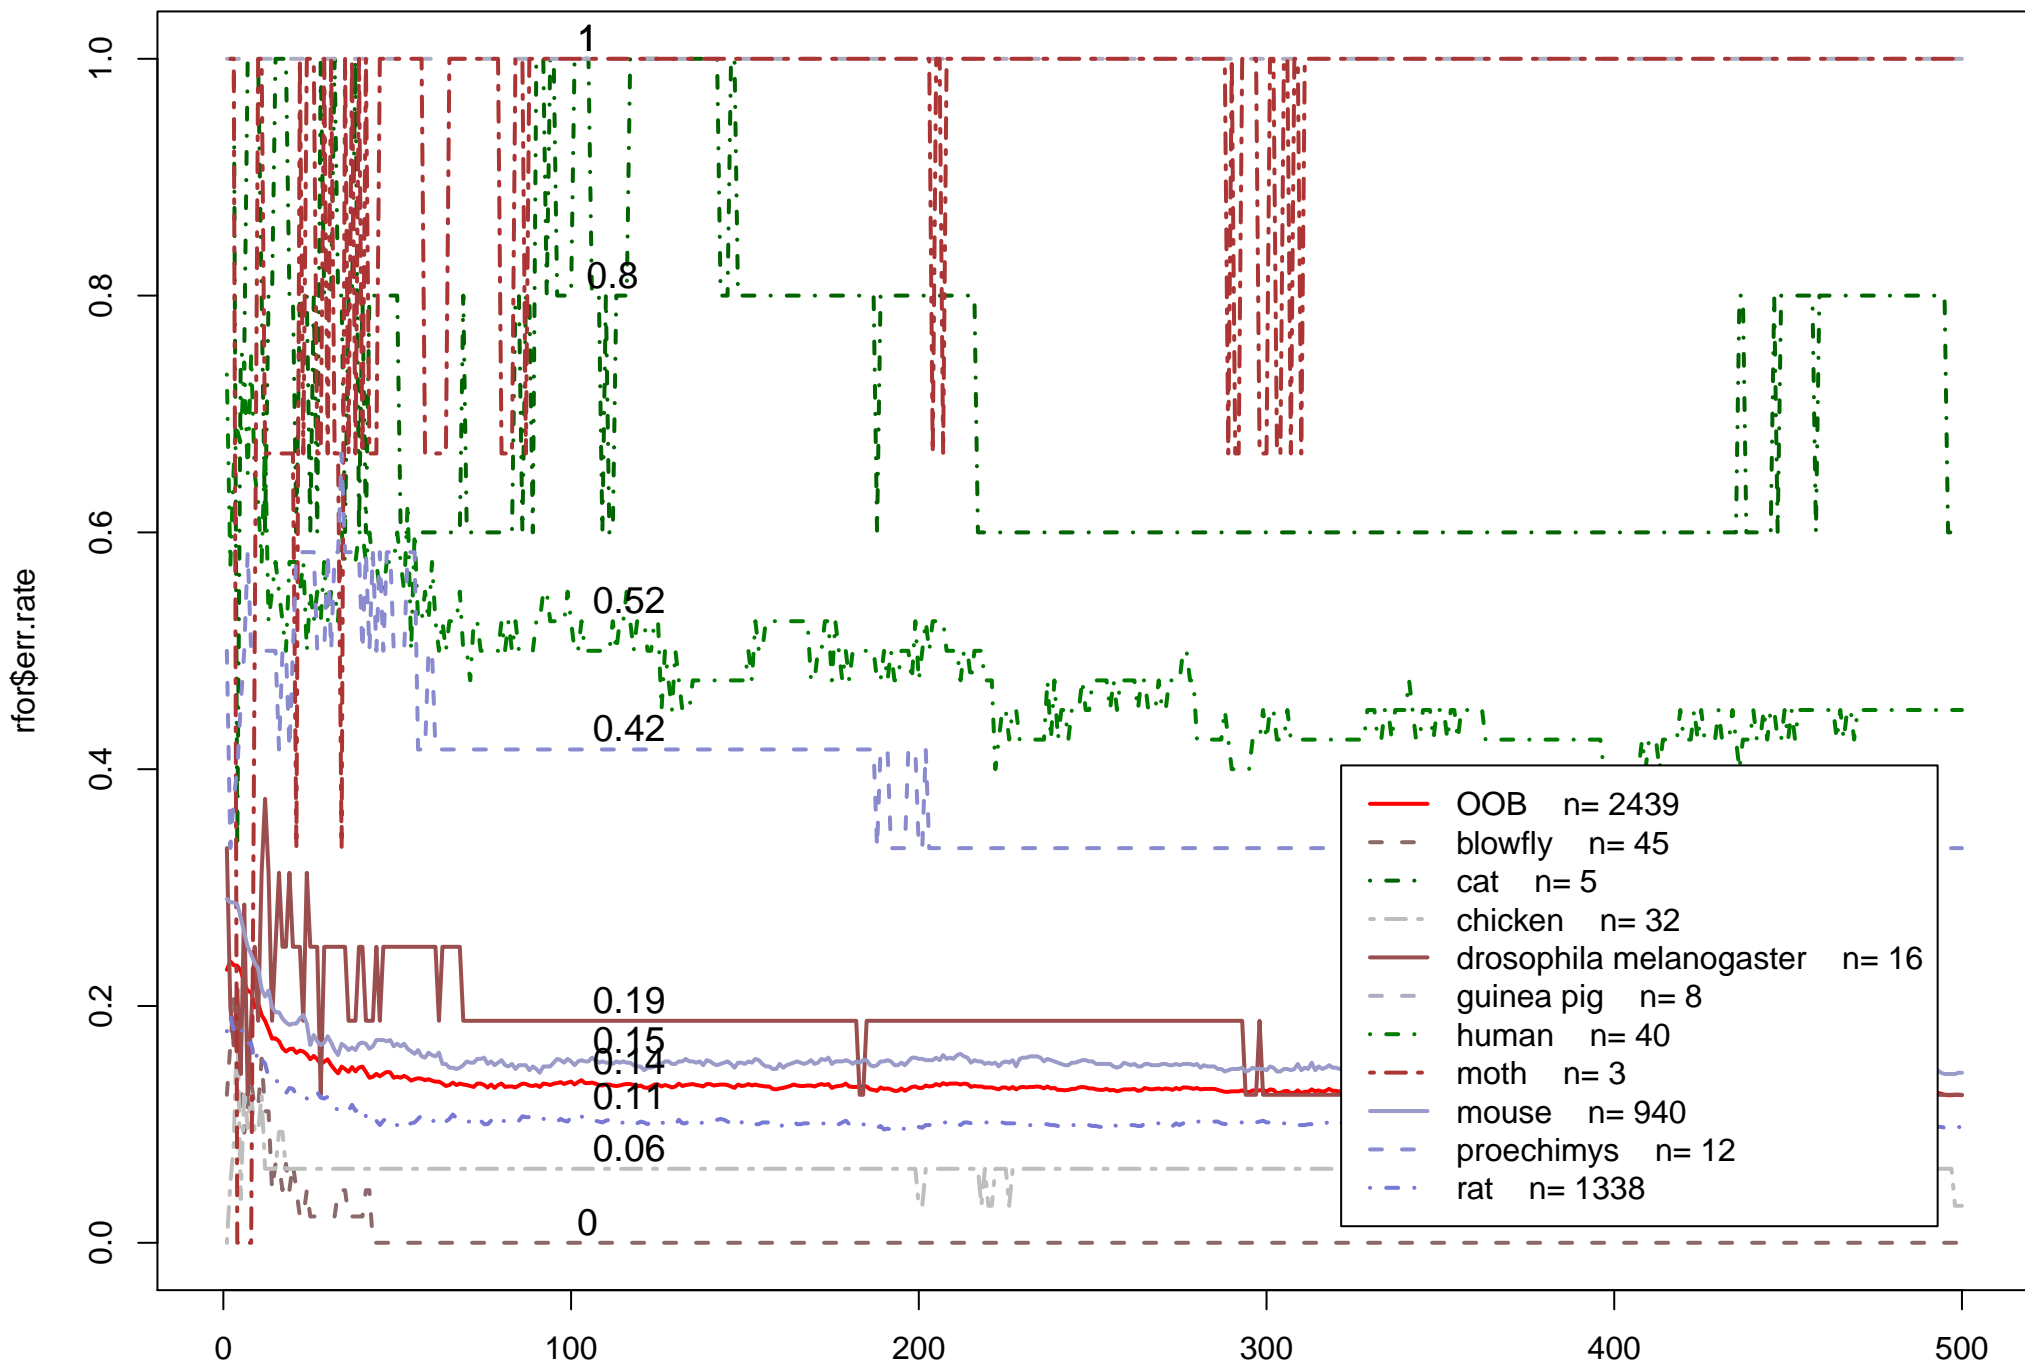 rfor$err.rate
1.0
0.8
0.6
0.4
0.2
0.0
1
0.8
0.52
0.42
0.19
0.15
0.14
0.11
0.06
0
OOB n= 2439
blowfly n= 45
cat n= 5
chicken n= 32
drosophila melanogaster n= 16
guinea pig n= 8
human n= 40
moth n= 3
mouse n= 940
proechimys n= 12
rat n= 1338
0 100 200 300 400 500